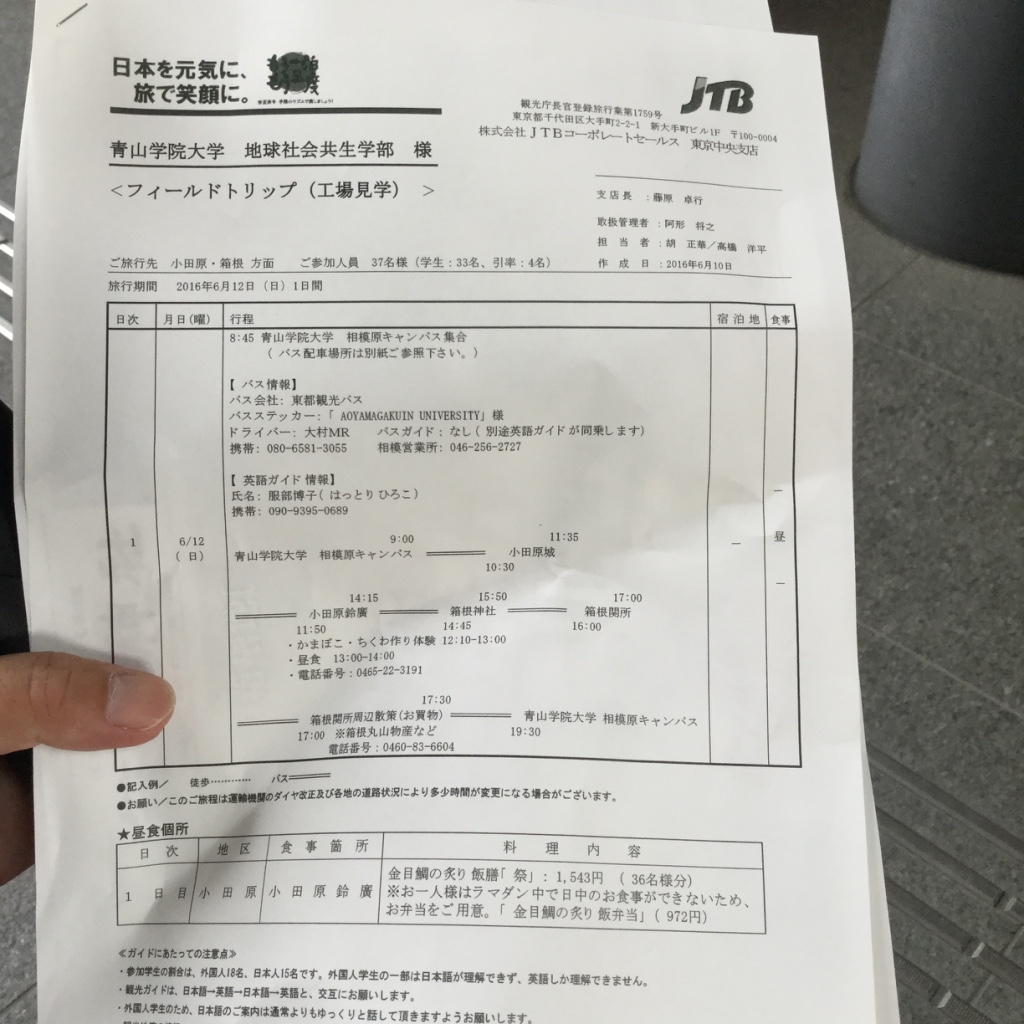 日本を元気に、
旅で笑顔に。
JTB
観光庁長官登録旅行業第1759号
東京都千代田区大手町2-2-1 新大手町ビル1F 〒100-0004
株式会社JTBコーポレートセールス 東京中央支店
青山学院大学 地球社会共生学部 様
<フィールドトリップ(工場見学) >
支店長 :藤原 卓行
取扱管理者 :阿形 将之
担当者 :胡 正華/高橋 洋平
作成日 :2016年6月10日
ご旅行先 小田原・箱根 方面 ご参加人員 37名様(学生:33名、引率:4名)
旅行期間 2016年6月12日(日)1日間
日次 月日(曜) 行程 宿泊地 食事
8:45 青山学院大学 相模原キャンパス集合
( バス配車場所は別紙ご参照下さい。)
【 バス情報】
バス会社: 東都観光バス
バスステッカー:「 AOYAMAGAKUIN UNIVERSITY」様
ドライバー: 大村MR バスガイド: なし( 別途英語ガイドが同乗します)
携帯: 080-6581-3055 相模営業所: 046-256-2727
【 英語ガイド 情報】
氏名: 服部博子( はっとり ひろこ)
携帯: 090-9395-0689
―
9:00 11:35
1 6/12 昼
(日) 青山学院大学 相模原キャンパス ════ 小田原城 ―
10:30
―
14:15 15:50 17:00
════ 小田原鈴廣 ════ 箱根神社 ════ 箱根関所
11:50 14:45 16:00
・かまぼこ・ちくわ作り体験 12:10-13:00
・昼食 13:00-14:00
・電話番号:0465-22-3191
17:30
════ 箱根関所周辺散策(お買物) ════ 青山学院大学 相模原キャンパス
17:00 ※箱根丸山物産など 19:30
電話番号:0460-83-6604
●記入例/ 徒歩………… バス════
●お願い/このご旅程は運輸機関のダイヤ改正及び各地の道路状況により多少時間が変更になる場合がございます。
★昼食個所
日 次 地 区 食 事 箇 所 料 理 内 容
1 日 目 小 田 原 小 田 原 鈴 廣 金目鯛の炙り飯膳「 祭」: 1,543円 ( 36名様分)
※お一人様はラマダン中で日中のお食事ができないため、
お弁当をご用意。「 金目鯛の炙り飯弁当」( 972円)
≪ガイドにあたっての注意点≫
・参加学生の割合は、外国人18名、日本人15名です。外国人学生の一部は日本語が理解できず、英語しか理解できません。
・観光ガイドは、日本語→英語→日本語→英語と、交互にお願いします。
・外国人学生のため、日本語のご案内は通常よりもゆっくりと話して頂きますようお願いします。